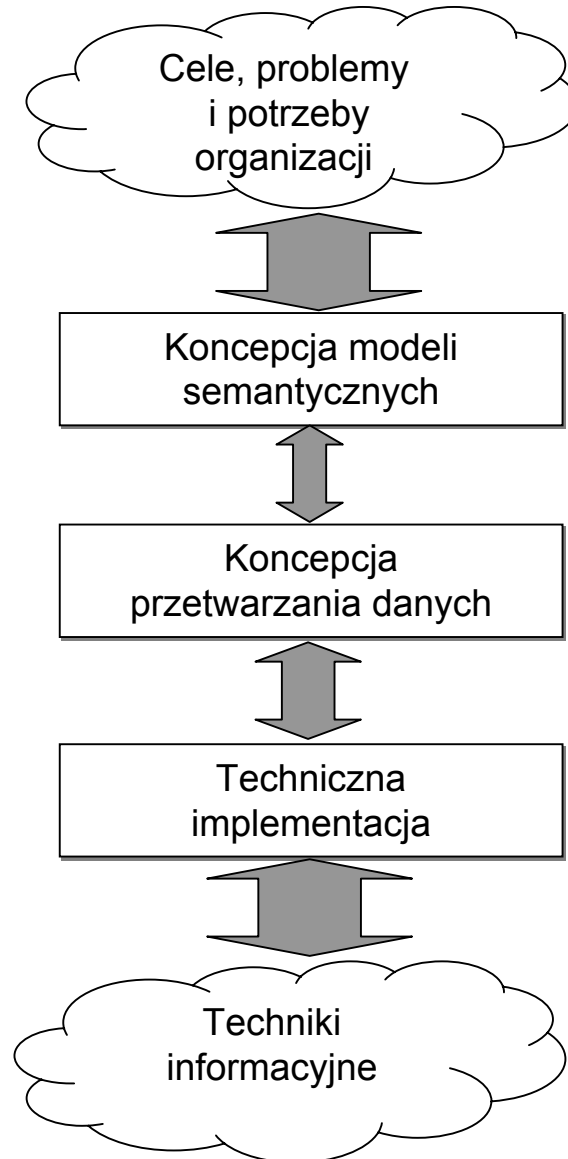 Cele, problemy
i potrzeby
organizacji
Koncepcja modeli
semantycznych
Koncepcja
przetwarzania danych
Techniczna
implementacja
Techniki
informacyjne